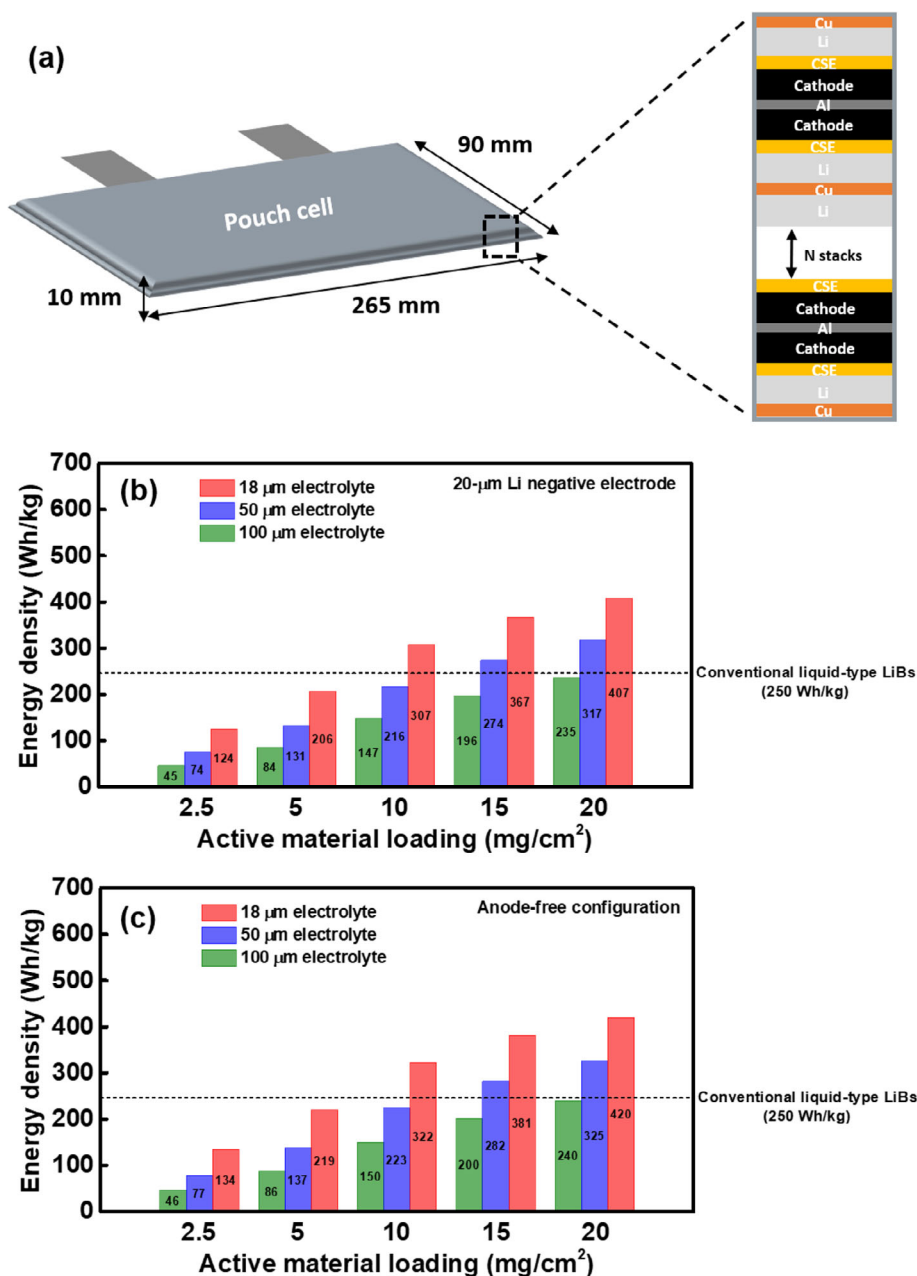 (a)
Pouch cell
90 mm
10 mm
265 mm
Cu
Li
CSE
Cathode
Al
Cathode
CSE
Li
Cu
Li
N stacks
CSE
Cathode
Al
Cathode
CSE
Li
Cu
(b)
18 μm electrolyte
50 μm electrolyte
100 μm electrolyte
20-μm Li negative electrode
Energy density (Wh/kg)
700
600
500
400
300
200
100
0
45 74 124
84 131 206
147 216 307
196 274 367
235 317 407
Conventional liquid-type LiBs
(250 Wh/kg)
2.5 5 10 15 20
Active material loading (mg/cm²)
(c)
18 μm electrolyte
50 μm electrolyte
100 μm electrolyte
Anode-free configuration
Energy density (Wh/kg)
700
600
500
400
300
200
100
0
46 77 134
86 137 219
150 223 322
200 282 381
240 325 420
Conventional liquid-type LiBs
(250 Wh/kg)
2.5 5 10 15 20
Active material loading (mg/cm²)